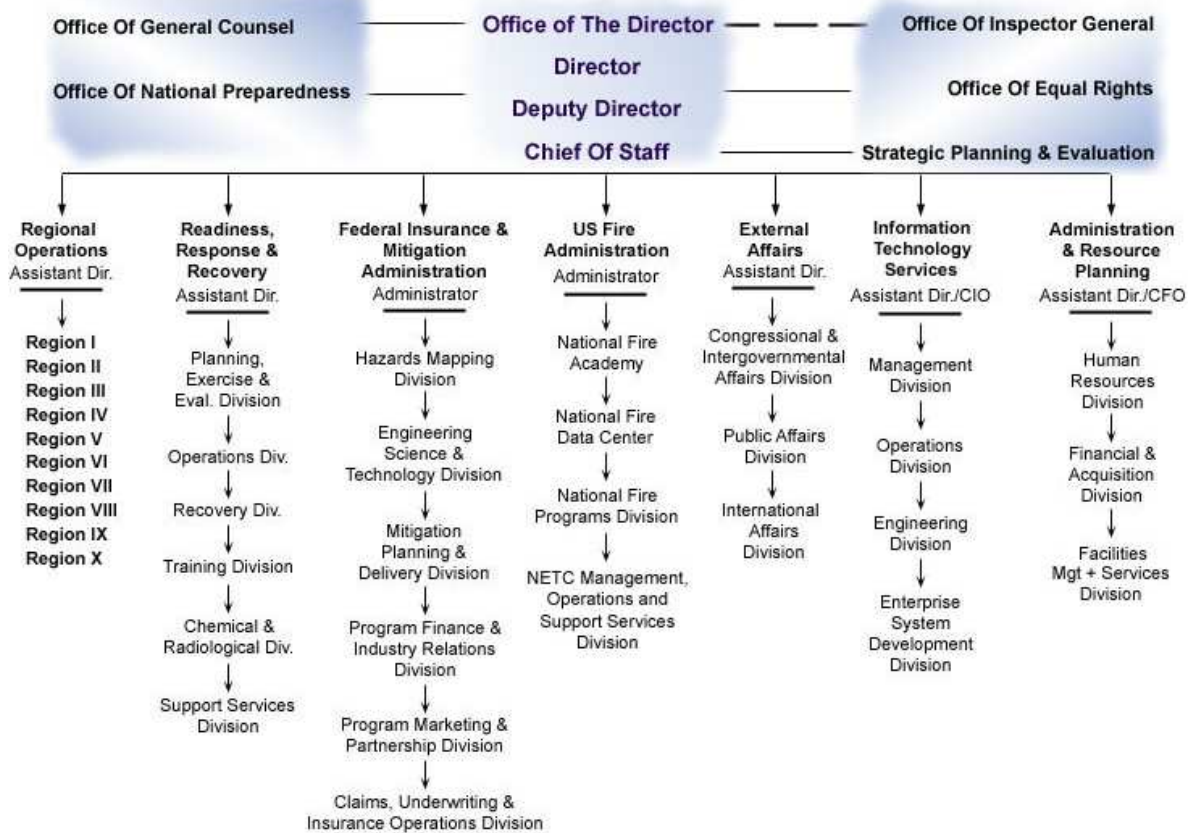 Office Of General Counsel
Office Of National Preparedness
Office of The Director
Director
Deputy Director
Chief Of Staff
Office Of Inspector General
Office Of Equal Rights
Strategic Planning & Evaluation
Regional
Operations
Assistant Dir.
Region I
Region II
Region III
Region IV
Region V
Region VI
Region VII
Region VIII
Region IX
Region X
Readiness,
Response &
Recovery
Assistant Dir.
Planning,
Exercise &
Eval. Division
Operations Div.
Recovery Div.
Training Division
Chemical &
Radiological Div.
Support Services
Division
Federal Insurance &
Mitigation
Administration
Administrator
Hazards Mapping
Division
Engineering
Science &
Technology Division
Mitigation
Planning &
Delivery Division
Program Finance &
Industry Relations
Division
Program Marketing &
Partnership Division
Claims, Underwriting &
Insurance Operations Division
US Fire
Administration
Administrator
National Fire
Academy
National Fire
Data Center
National Fire
Programs Division
NETC Management,
Operations and
Support Services
Division
External
Affairs
Assistant Dir.
Congressional &
Intergovernmental
Affairs Division
Public Affairs
Division
International
Affairs
Division
Information
Technology
Services
Assistant Dir./CIO
Management
Division
Operations
Division
Engineering
Division
Enterprise
System
Development
Division
Administration
& Resource
Planning
Assistant Dir./CFO
Human
Resources
Division
Financial &
Acquisition
Division
Facilities
Mgt + Services
Division